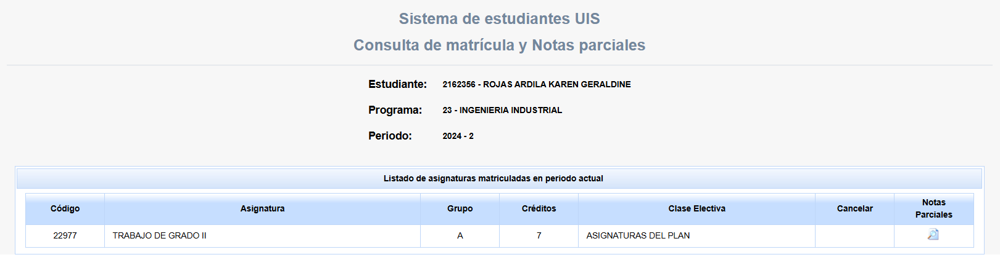 Sistema de estudiantes UIS
Consulta de matrícula y Notas parciales
Estudiante: 2162356 - ROJAS ARDILA KAREN GERALDINE
Programa: 23 - INGENIERIA INDUSTRIAL
Periodo: 2024 - 2
Listado de asignaturas matriculadas en periodo actual
Código Asignatura Grupo Créditos Clase Electiva Cancelar Notas Parciales
22977 TRABAJO DE GRADO II A 7 ASIGNATURAS DEL PLAN